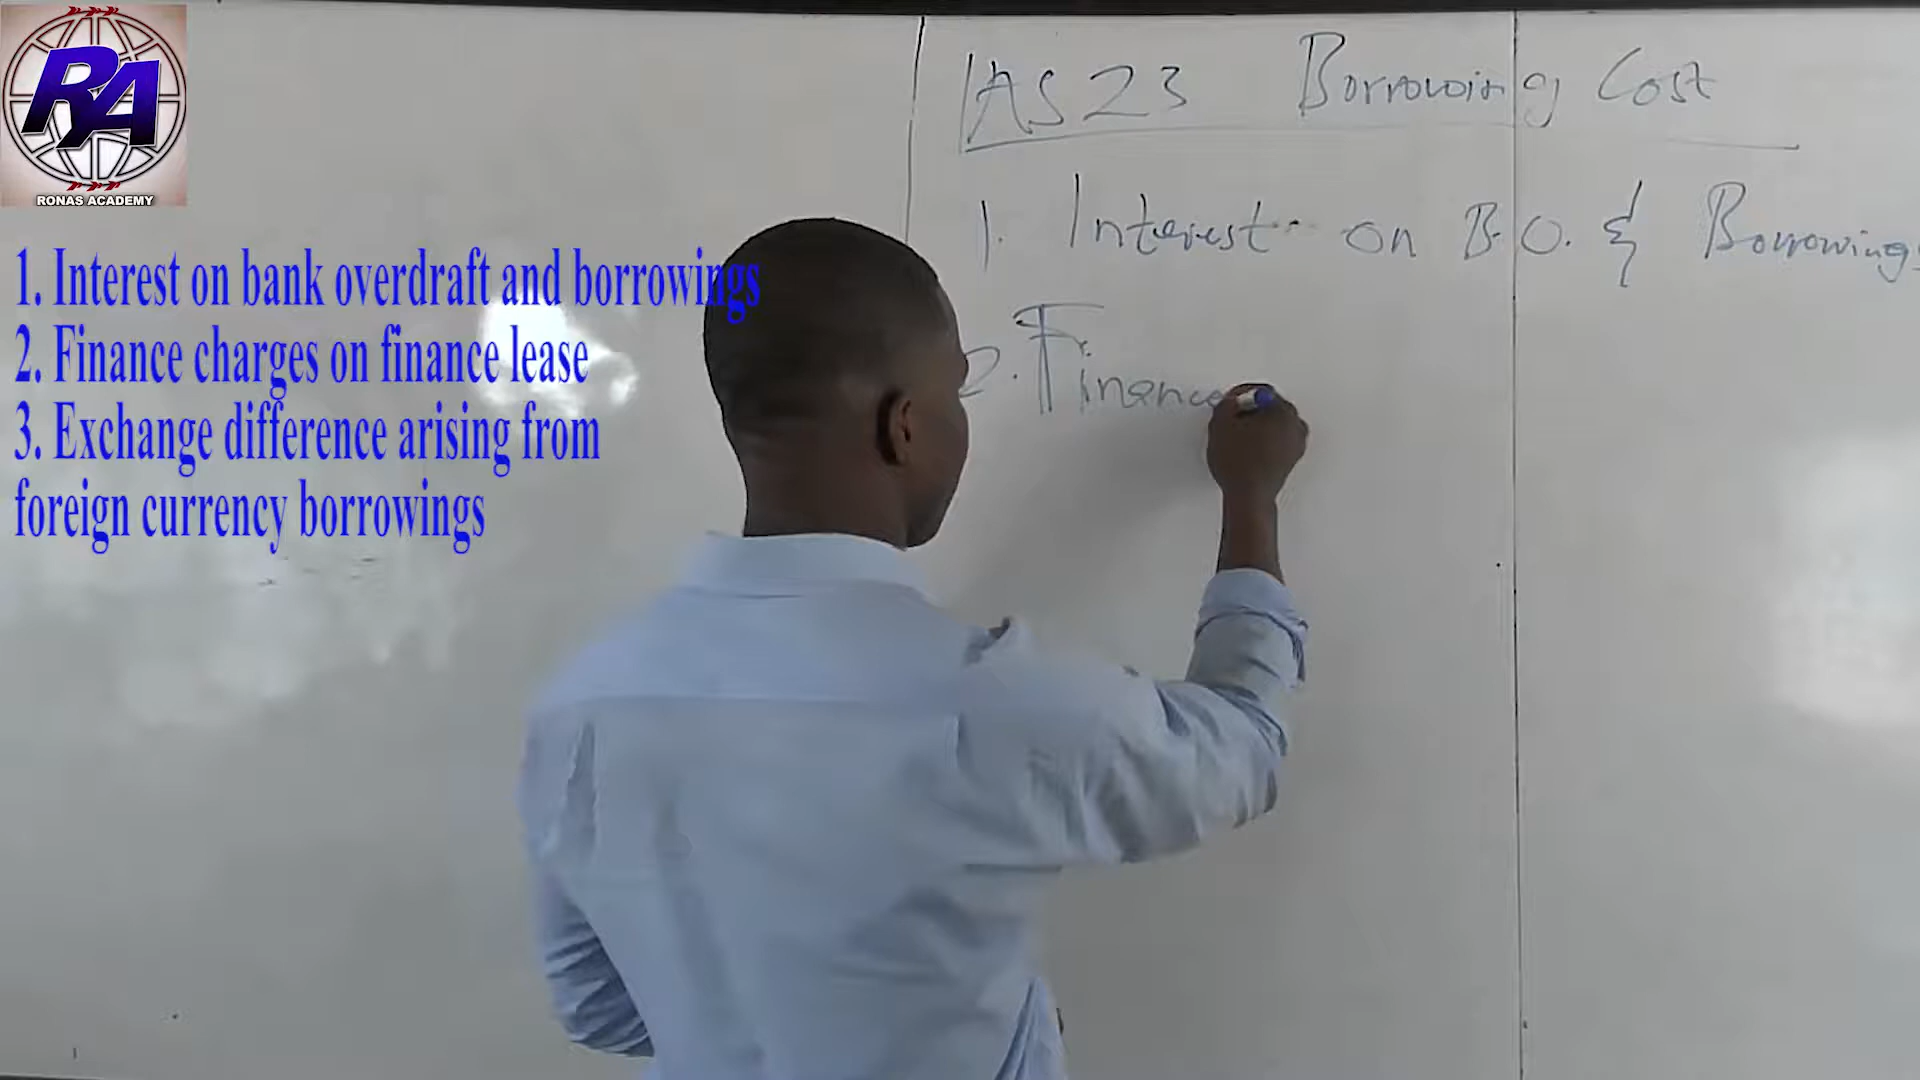 RA
RONAS ACADEMY
1. Interest on bank overdraft and borrowings
2. Finance charges on finance lease
3. Exchange difference arising from
foreign currency borrowings
IAS 23 Borrowing Cost
1. Interest on B.O. & Borrowings
2. Finance